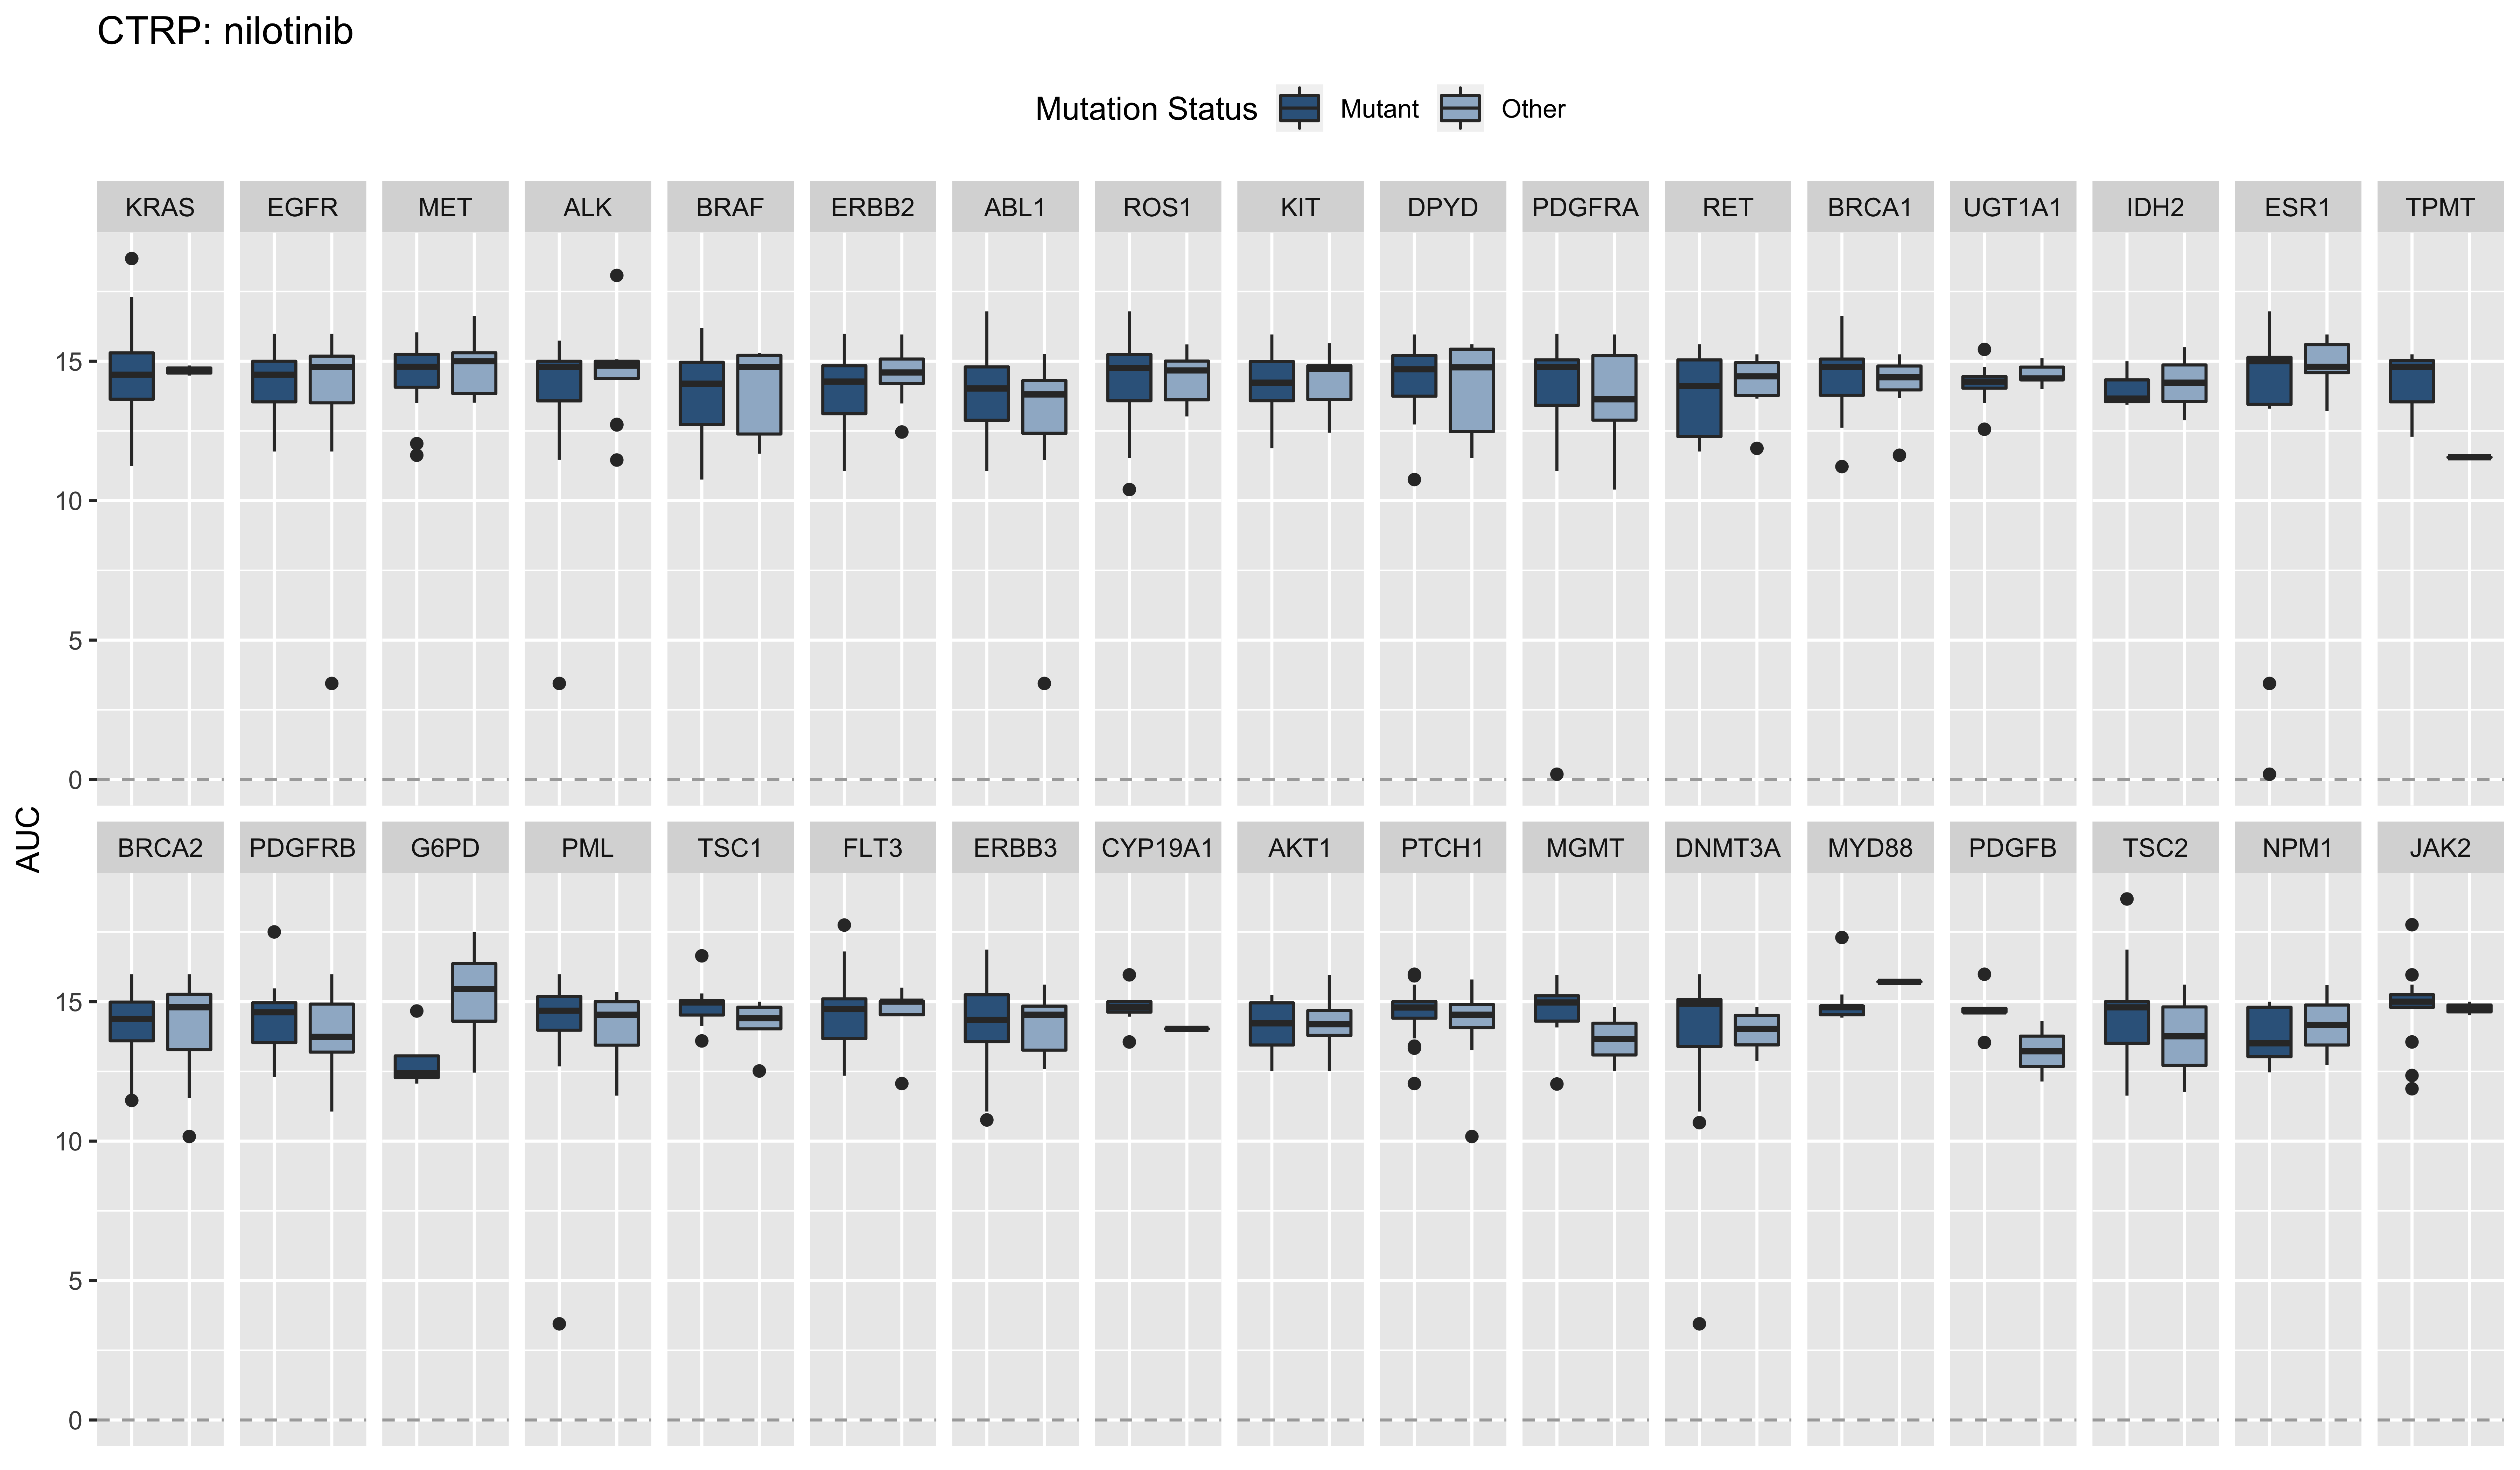 CTRP: nilotinib
Mutation Status Mutant Other
KRAS EGFR MET ALK BRAF ERBB2 ABL1 ROS1 KIT DPYD PDGFRA RET BRCA1 UGT1A1 IDH2 ESR1 TPMT
15
10
5
0
AUC
BRCA2 PDGFRB G6PD PML TSC1 FLT3 ERBB3 CYP19A1 AKT1 PTCH1 MGMT DNMT3A MYD88 PDGFB TSC2 NPM1 JAK2
15
10
5
0